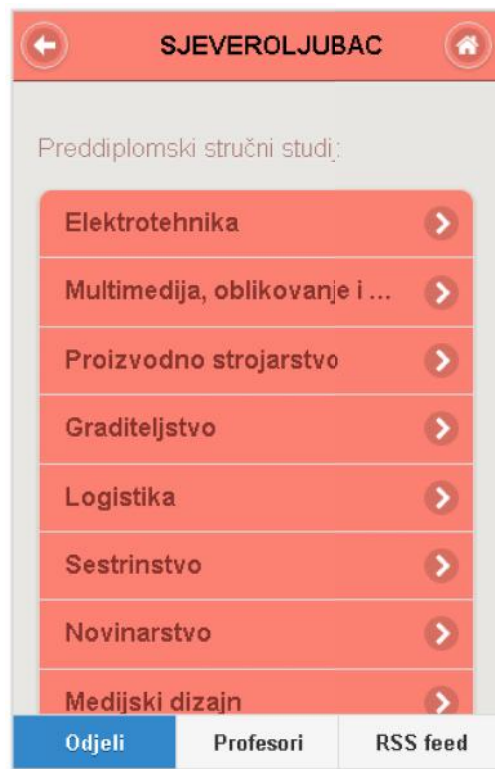 SJEVEROLJUBAC
Preddiplomski stručni studij:
Elektrotehnika
Multimedija, oblikovanje i ...
Proizvodno strojarstvo
Graditeljstvo
Logistika
Sestrinstvo
Novinarstvo
Medijski dizajn
Odjeli Profesori RSS feed